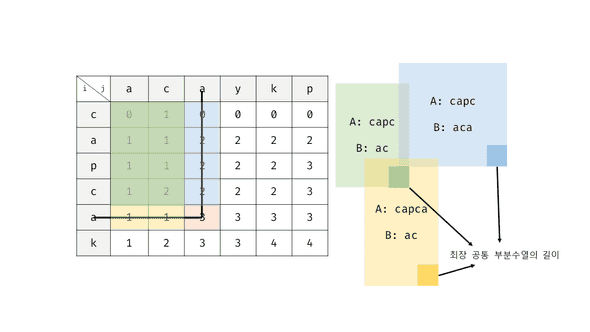 i j a c a y k p
c 0 1 0 0 0 0
a 1 1 2 2 2 2
p 1 1 2 2 2 3
c 1 2 2 2 2 3
a 1 1 3 3 3 3
k 1 2 3 3 4 4
A: capc
B: aca
A: capc
B: ac
A: capca
B: ac
최장 공통 부분수열의 길이